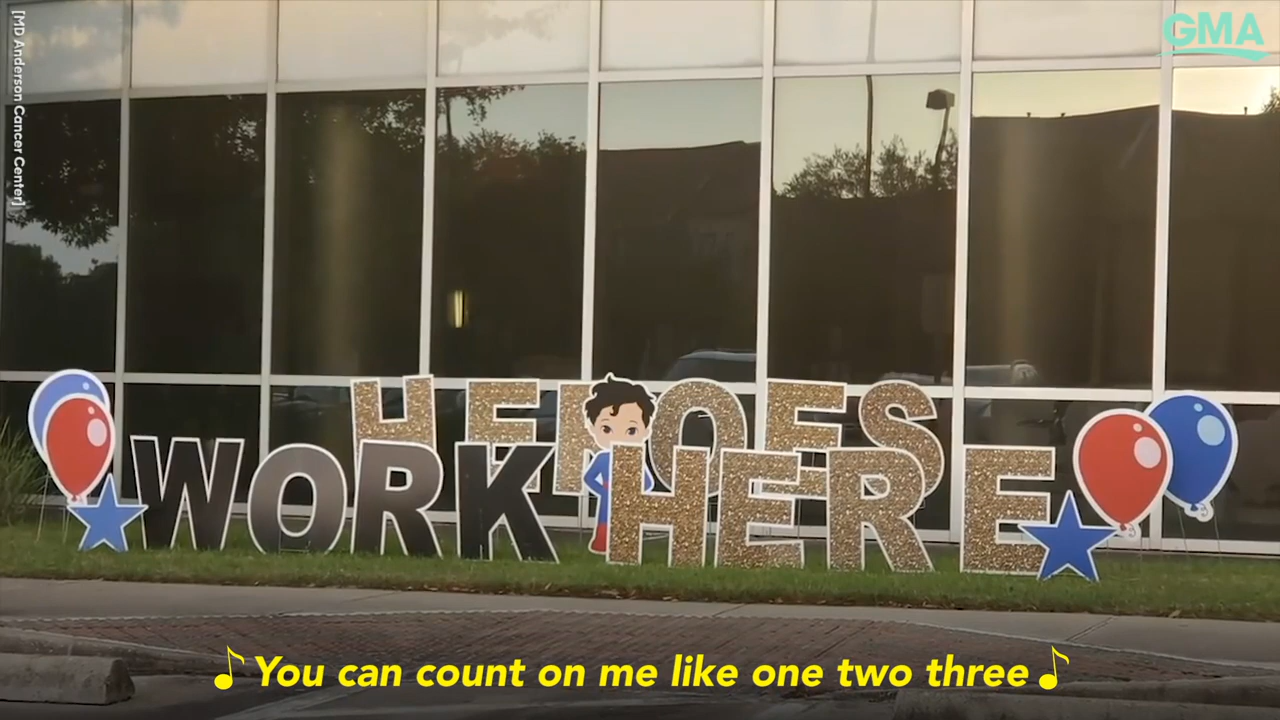 [MD Anderson Cancer Center]
GMA
HEROES
WORK HERE
♪ You can count on me like one two three ♪